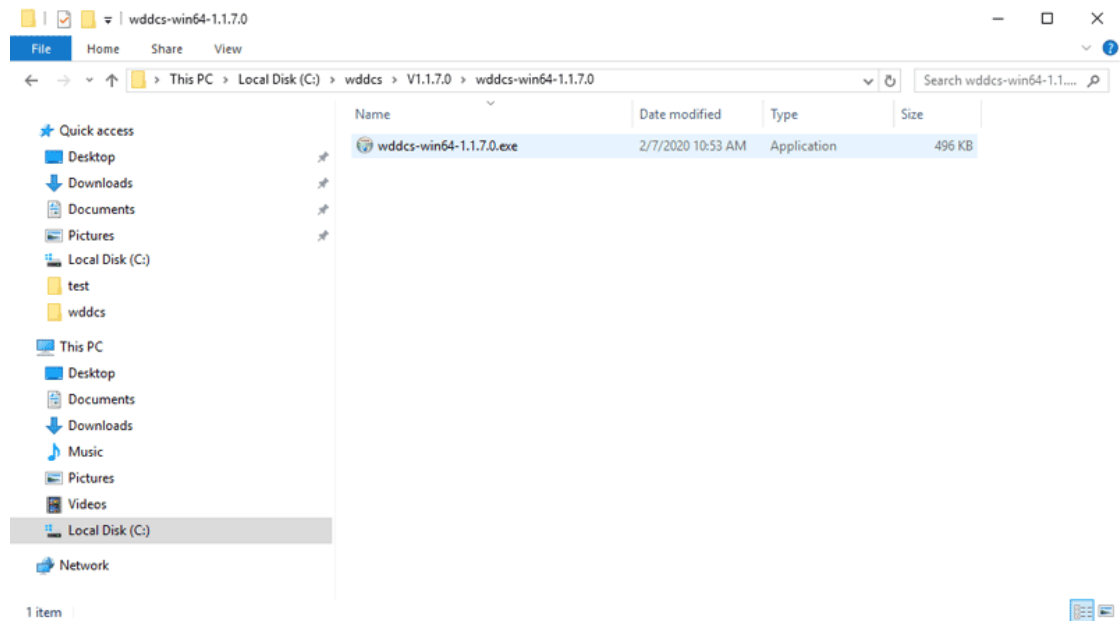 wddcs-win64-1.1.7.0
File Home Share View
This PC > Local Disk (C:) > wddcs > V1.1.7.0 > wddcs-win64-1.1.7.0
Search wddcs-win64-1.1....
Name Date modified Type Size
wddcs-win64-1.1.7.0.exe 2/7/2020 10:53 AM Application 496 KB
Quick access
Desktop
Downloads
Documents
Pictures
Local Disk (C:)
test
wddcs
This PC
Desktop
Documents
Downloads
Music
Pictures
Videos
Local Disk (C:)
Network
1 item